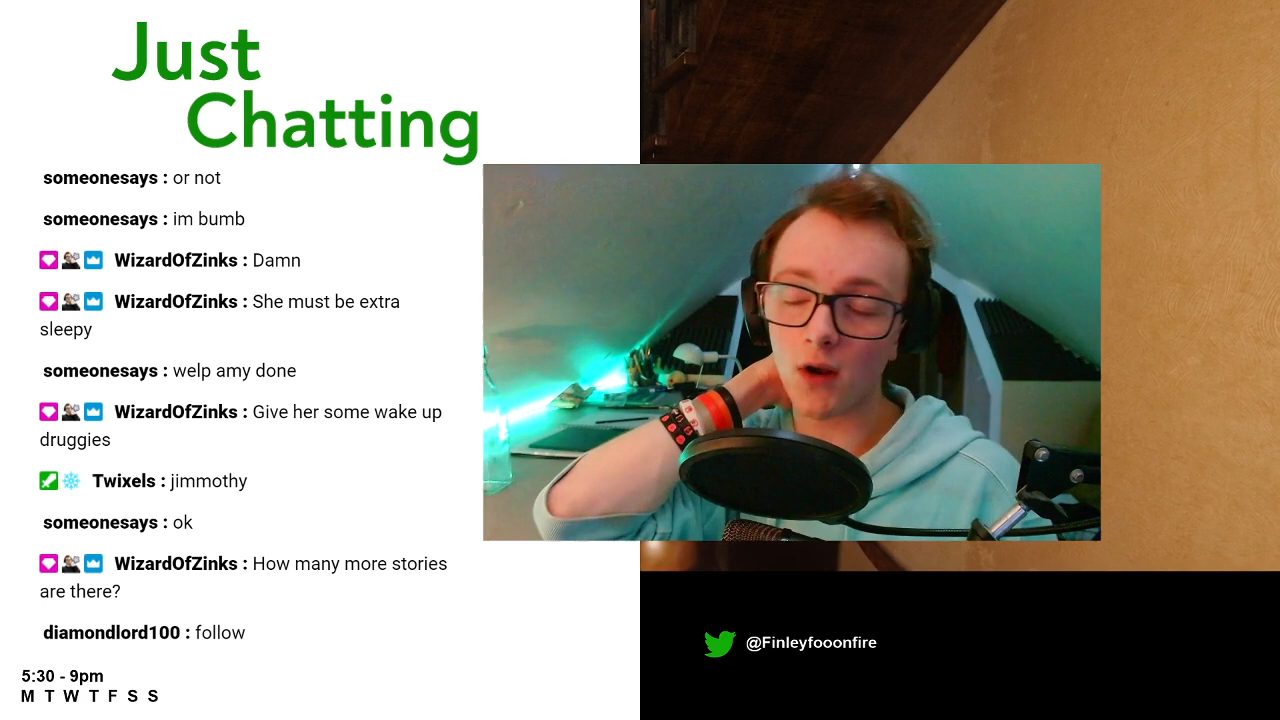 Just
Chatting
someonesays : or not
someonesays : im bumb
WizardOfZinks : Damn
WizardOfZinks : She must be extra
sleepy
someonesays : welp amy done
WizardOfZinks : Give her some wake up
druggies
Twixels : jimmothy
someonesays : ok
WizardOfZinks : How many more stories
are there?
diamondlord100 : follow
5:30 - 9pm
M T W T F S S
@Finleyfooonfire